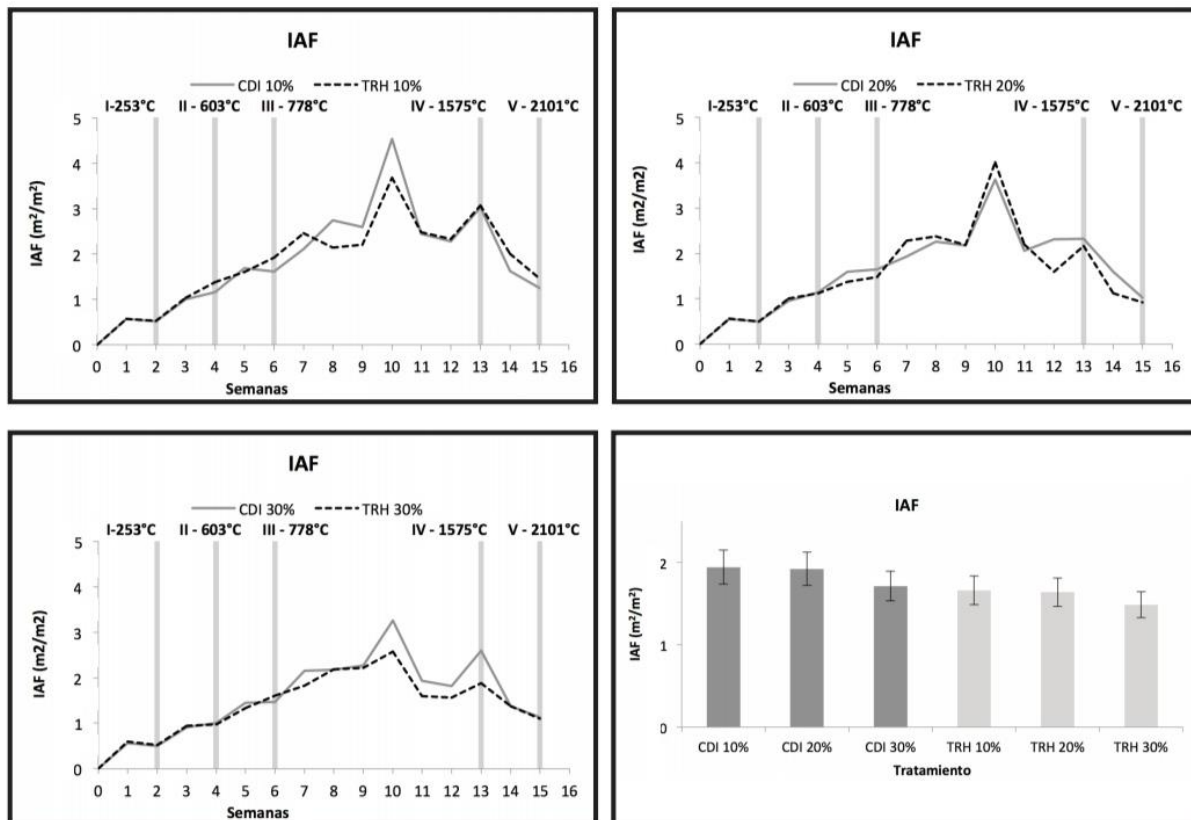 IAF
CDI 10% TRH 10%
I-253°C II - 603°C III - 778°C IV - 1575°C V - 2101°C
5
4
3
2
1
0
IAF (m²/m²)
0 1 2 3 4 5 6 7 8 9 10 11 12 13 14 15 16
Semanas
IAF
CDI 20% TRH 20%
I-253°C II - 603°C III - 778°C IV - 1575°C V - 2101°C
5
4
3
2
1
0
IAF (m2/m2)
0 1 2 3 4 5 6 7 8 9 10 11 12 13 14 15 16
Semanas
IAF
CDI 30% TRH 30%
I-253°C II - 603°C III - 778°C IV - 1575°C V - 2101°C
5
4
3
2
1
0
IAF (m2/m2)
0 1 2 3 4 5 6 7 8 9 10 11 12 13 14 15 16
Semanas
IAF
2
1
0
IAF (m²/m²)
CDI 10% CDI 20% CDI 30% TRH 10% TRH 20% TRH 30%
Tratamiento